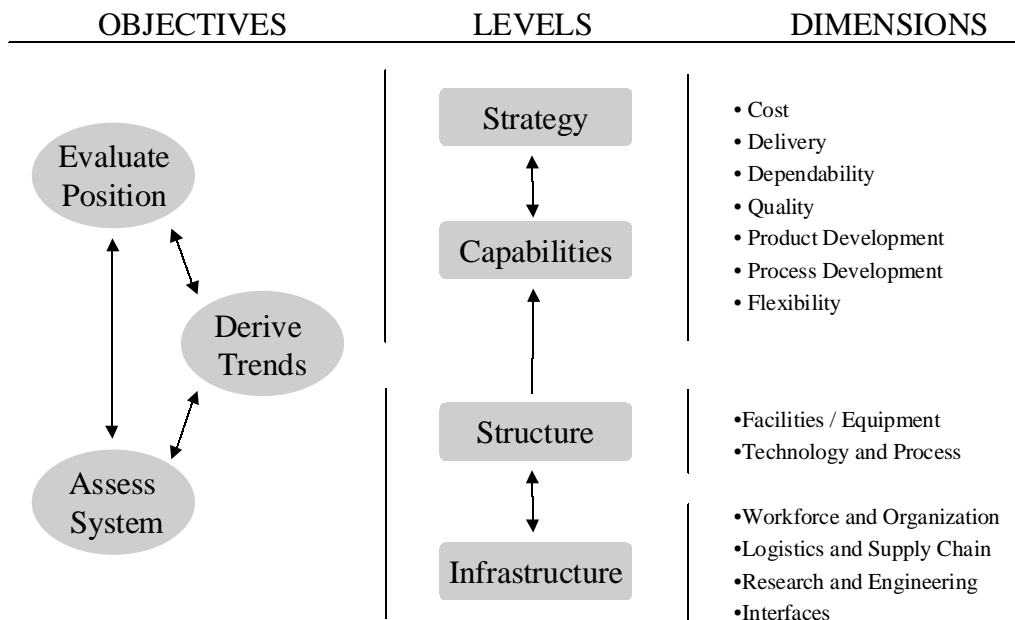 OBJECTIVES
LEVELS
DIMENSIONS
Evaluate
Position
Derive
Trends
Assess
System
Strategy
Capabilities
Structure
Infrastructure
• Cost
• Delivery
• Dependability
• Quality
• Product Development
• Process Development
• Flexibility
•Facilities / Equipment
•Technology and Process
•Workforce and Organization
•Logistics and Supply Chain
•Research and Engineering
•Interfaces